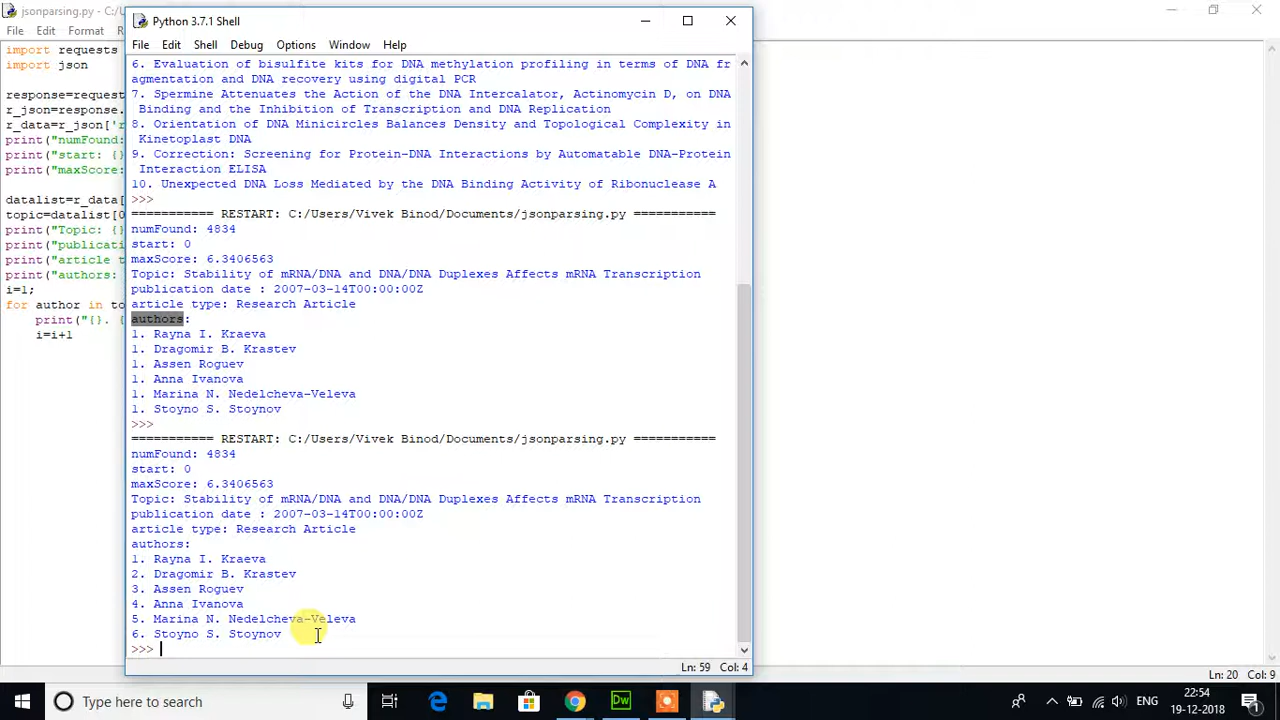 jsonparsing.py - C:/U
File Edit Format R
import requests
import json
response=request
r_json=response.
r_data=r_json['r
print("numFound:
print("start: {}
print("maxScore:
datalist=r_data[
topic=datalist[0
print("Topic: {}
print("publicati
print("article t
print("authors:
i=1;
for author in to
print("{}. {
i=i+1
Python 3.7.1 Shell
File Edit Shell Debug Options Window Help
6. Evaluation of bisulfite kits for DNA methylation profiling in terms of DNA fr
agmentation and DNA recovery using digital PCR
7. Spermine Attenuates the Action of the DNA Intercalator, Actinomycin D, on DNA
Binding and the Inhibition of Transcription and DNA Replication
8. Orientation of DNA Minicircles Balances Density and Topological Complexity in
Kinetoplast DNA
9. Correction: Screening for Protein-DNA Interactions by Automatable DNA-Protein
Interaction ELISA
10. Unexpected DNA Loss Mediated by the DNA Binding Activity of Ribonuclease A
>>>
=========== RESTART: C:/Users/Vivek Binod/Documents/jsonparsing.py ===========
numFound: 4834
start: 0
maxScore: 6.3406563
Topic: Stability of mRNA/DNA and DNA/DNA Duplexes Affects mRNA Transcription
publication date : 2007-03-14T00:00:00Z
article type: Research Article
authors:
1. Rayna I. Kraeva
1. Dragomir B. Krastev
1. Assen Roguev
1. Anna Ivanova
1. Marina N. Nedelcheva-Veleva
1. Stoyno S. Stoynov
>>>
=========== RESTART: C:/Users/Vivek Binod/Documents/jsonparsing.py ===========
numFound: 4834
start: 0
maxScore: 6.3406563
Topic: Stability of mRNA/DNA and DNA/DNA Duplexes Affects mRNA Transcription
publication date : 2007-03-14T00:00:00Z
article type: Research Article
authors:
1. Rayna I. Kraeva
2. Dragomir B. Krastev
3. Assen Roguev
4. Anna Ivanova
5. Marina N. Nedelcheva-Veleva
6. Stoyno S. Stoynov
>>>
Ln: 59 Col: 4
Ln: 20 Col: 9
Type here to search
Dw
ENG
22:54
19-12-2018
1